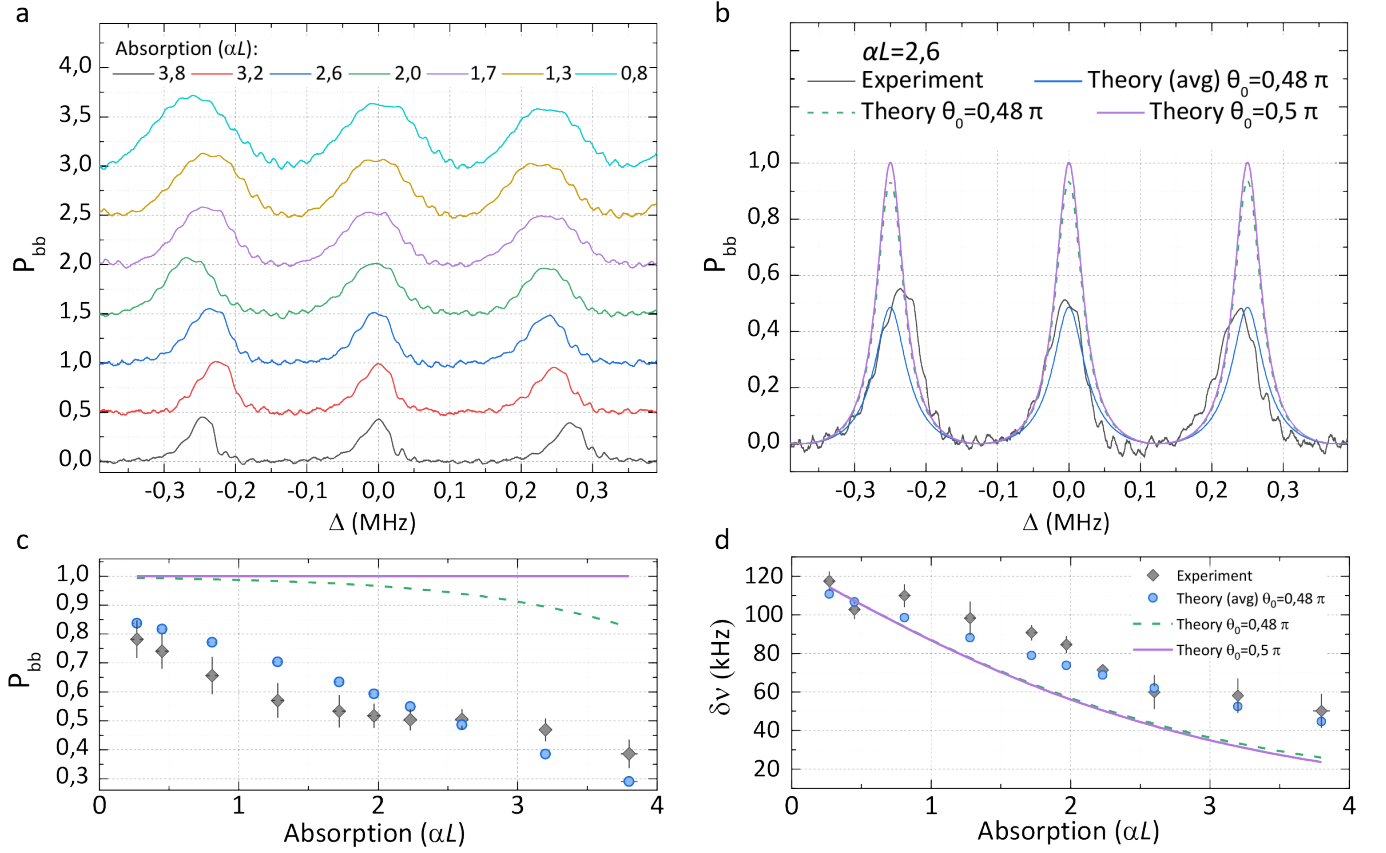 a
Absorption (αL):
3,8 3,2 2,6 2,0 1,7 1,3 0,8
4,0
3,5
3,0
2,5
2,0
1,5
1,0
0,5
0,0
P_bb
-0,3 -0,2 -0,1 0,0 0,1 0,2 0,3
Δ (MHz)
b
αL=2,6
Experiment Theory (avg) θ₀=0,48 π
Theory θ₀=0,48 π Theory θ₀=0,5 π
1,0
0,8
0,6
0,4
0,2
0,0
P_bb
-0,3 -0,2 -0,1 0,0 0,1 0,2 0,3
Δ (MHz)
c
1,0
0,9
0,8
0,7
0,6
0,5
0,4
0,3
P_bb
0 1 2 3 4
Absorption (αL)
d
Experiment
Theory (avg) θ₀=0,48 π
Theory θ₀=0,48 π
Theory θ₀=0,5 π
120
100
80
60
40
20
δν (kHz)
0 1 2 3 4
Absorption (αL)